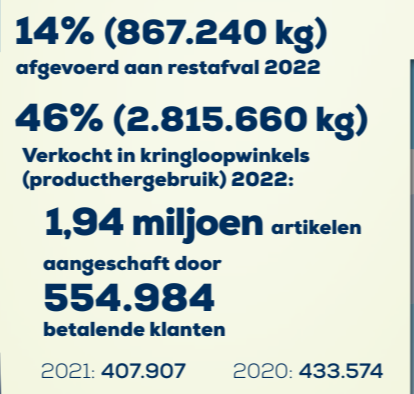 14% (867.240 kg)
afgevoerd aan restafval 2022
46% (2.815.660 kg)
Verkocht in kringloopwinkels
(producthergebruik) 2022:
1,94 miljoen artikelen
aangeschaft door
554.984
betalende klanten
2021: 407.907 2020: 433.574